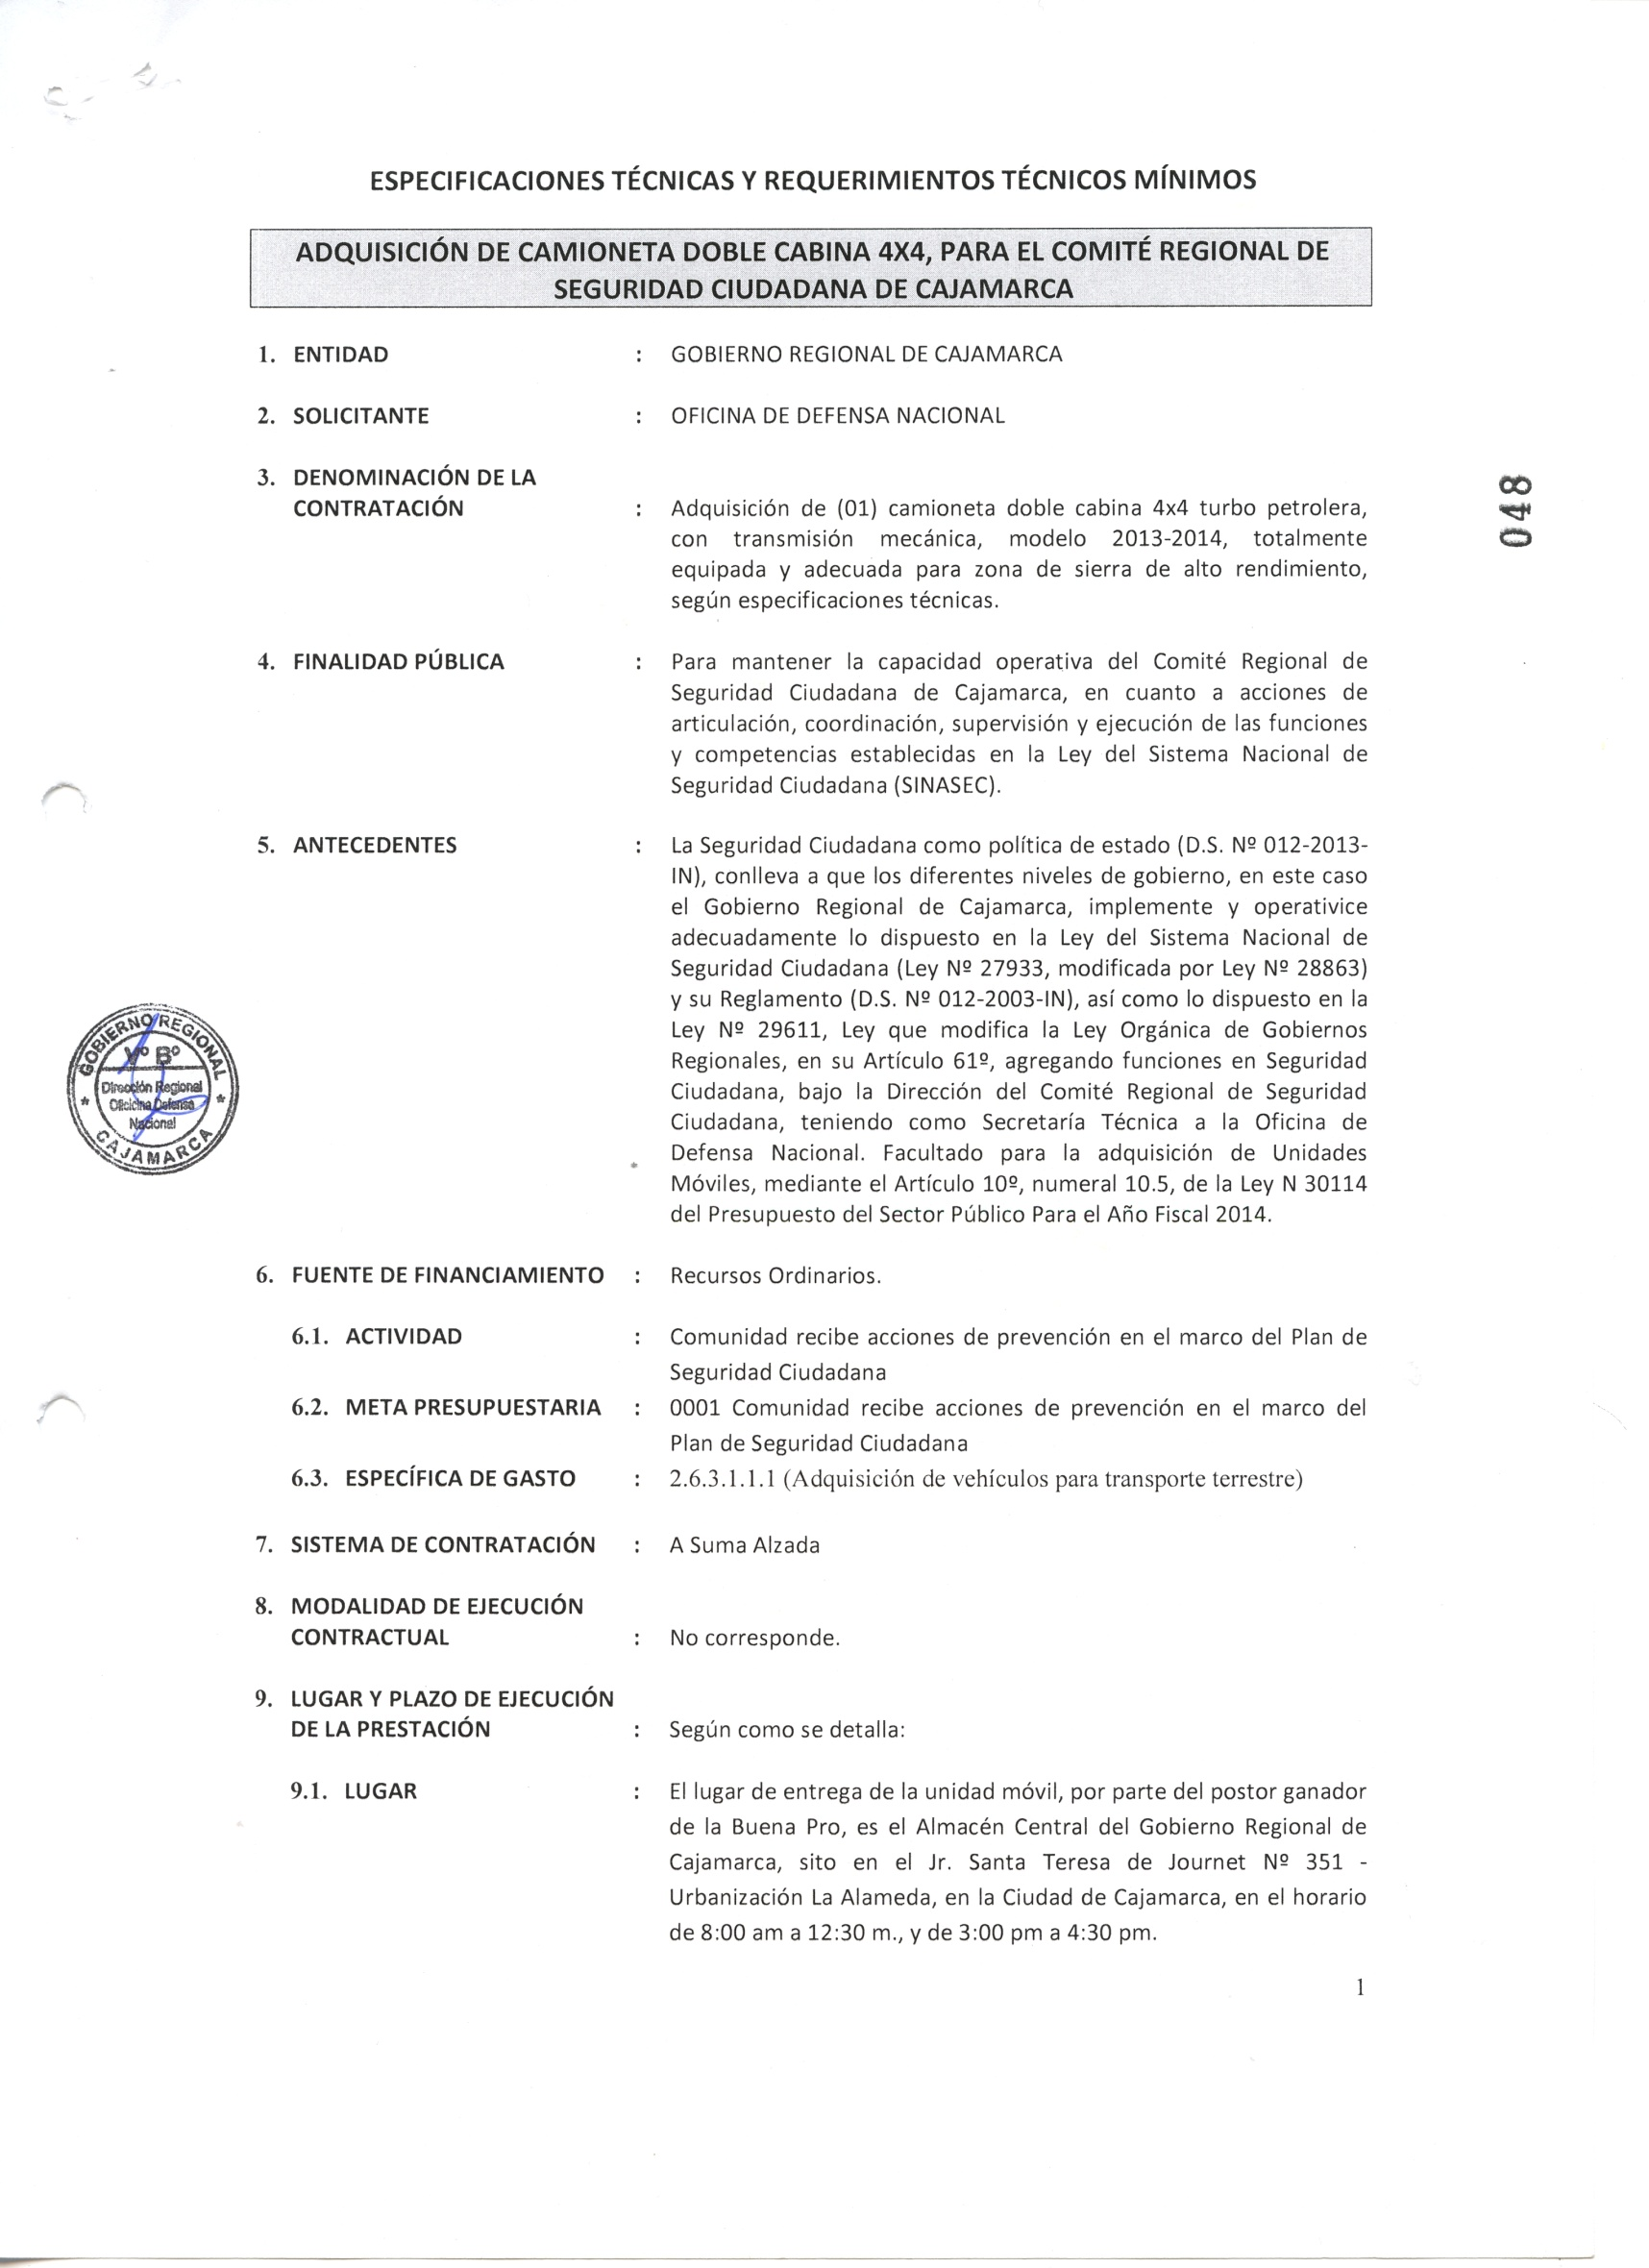 ESPECIFICACIONES TÉCNICAS Y REQUERIMIENTOS TÉCNICOS MÍNIMOS
ADQUISICIÓN DE CAMIONETA DOBLE CABINA 4X4, PARA EL COMITÉ REGIONAL DE
SEGURIDAD CIUDADANA DE CAJAMARCA
1. ENTIDAD : GOBIERNO REGIONAL DE CAJAMARCA
2. SOLICITANTE : OFICINA DE DEFENSA NACIONAL
048
3. DENOMINACIÓN DE LA
CONTRATACIÓN : Adquisición de (01) camioneta doble cabina 4x4 turbo petrolera,
con transmisión mecánica, modelo 2013-2014, totalmente
equipada y adecuada para zona de sierra de alto rendimiento,
según especificaciones técnicas.
4. FINALIDAD PÚBLICA : Para mantener la capacidad operativa del Comité Regional de
Seguridad Ciudadana de Cajamarca, en cuanto a acciones de
articulación, coordinación, supervisión y ejecución de las funciones
y competencias establecidas en la Ley del Sistema Nacional de
Seguridad Ciudadana (SINASEC).
5. ANTECEDENTES : La Seguridad Ciudadana como política de estado (D.S. Nº 012-2013-
IN), conlleva a que los diferentes niveles de gobierno, en este caso
el Gobierno Regional de Cajamarca, implemente y operativice
adecuadamente lo dispuesto en la Ley del Sistema Nacional de
Seguridad Ciudadana (Ley Nº 27933, modificada por Ley Nº 28863)
y su Reglamento (D.S. Nº 012-2003-IN), así como lo dispuesto en la
Ley Nº 29611, Ley que modifica la Ley Orgánica de Gobiernos
Regionales, en su Artículo 61º, agregando funciones en Seguridad
Ciudadana, bajo la Dirección del Comité Regional de Seguridad
Ciudadana, teniendo como Secretaría Técnica a la Oficina de
Defensa Nacional. Facultado para la adquisición de Unidades
Móviles, mediante el Artículo 10º, numeral 10.5, de la Ley N 30114
del Presupuesto del Sector Público Para el Año Fiscal 2014.
GOBIERNO REGIONAL
Vº Bº
Dirección Regional
Oficina Defensa
Nacional
CAJAMARCA
6. FUENTE DE FINANCIAMIENTO : Recursos Ordinarios.
6.1. ACTIVIDAD : Comunidad recibe acciones de prevención en el marco del Plan de
Seguridad Ciudadana
6.2. META PRESUPUESTARIA : 0001 Comunidad recibe acciones de prevención en el marco del
Plan de Seguridad Ciudadana
6.3. ESPECÍFICA DE GASTO : 2.6.3.1.1.1 (Adquisición de vehículos para transporte terrestre)
7. SISTEMA DE CONTRATACIÓN : A Suma Alzada
8. MODALIDAD DE EJECUCIÓN
CONTRACTUAL : No corresponde.
9. LUGAR Y PLAZO DE EJECUCIÓN
DE LA PRESTACIÓN : Según como se detalla:
9.1. LUGAR : El lugar de entrega de la unidad móvil, por parte del postor ganador
de la Buena Pro, es el Almacén Central del Gobierno Regional de
Cajamarca, sito en el Jr. Santa Teresa de Journet Nº 351 -
Urbanización La Alameda, en la Ciudad de Cajamarca, en el horario
de 8:00 am a 12:30 m., y de 3:00 pm a 4:30 pm.
1